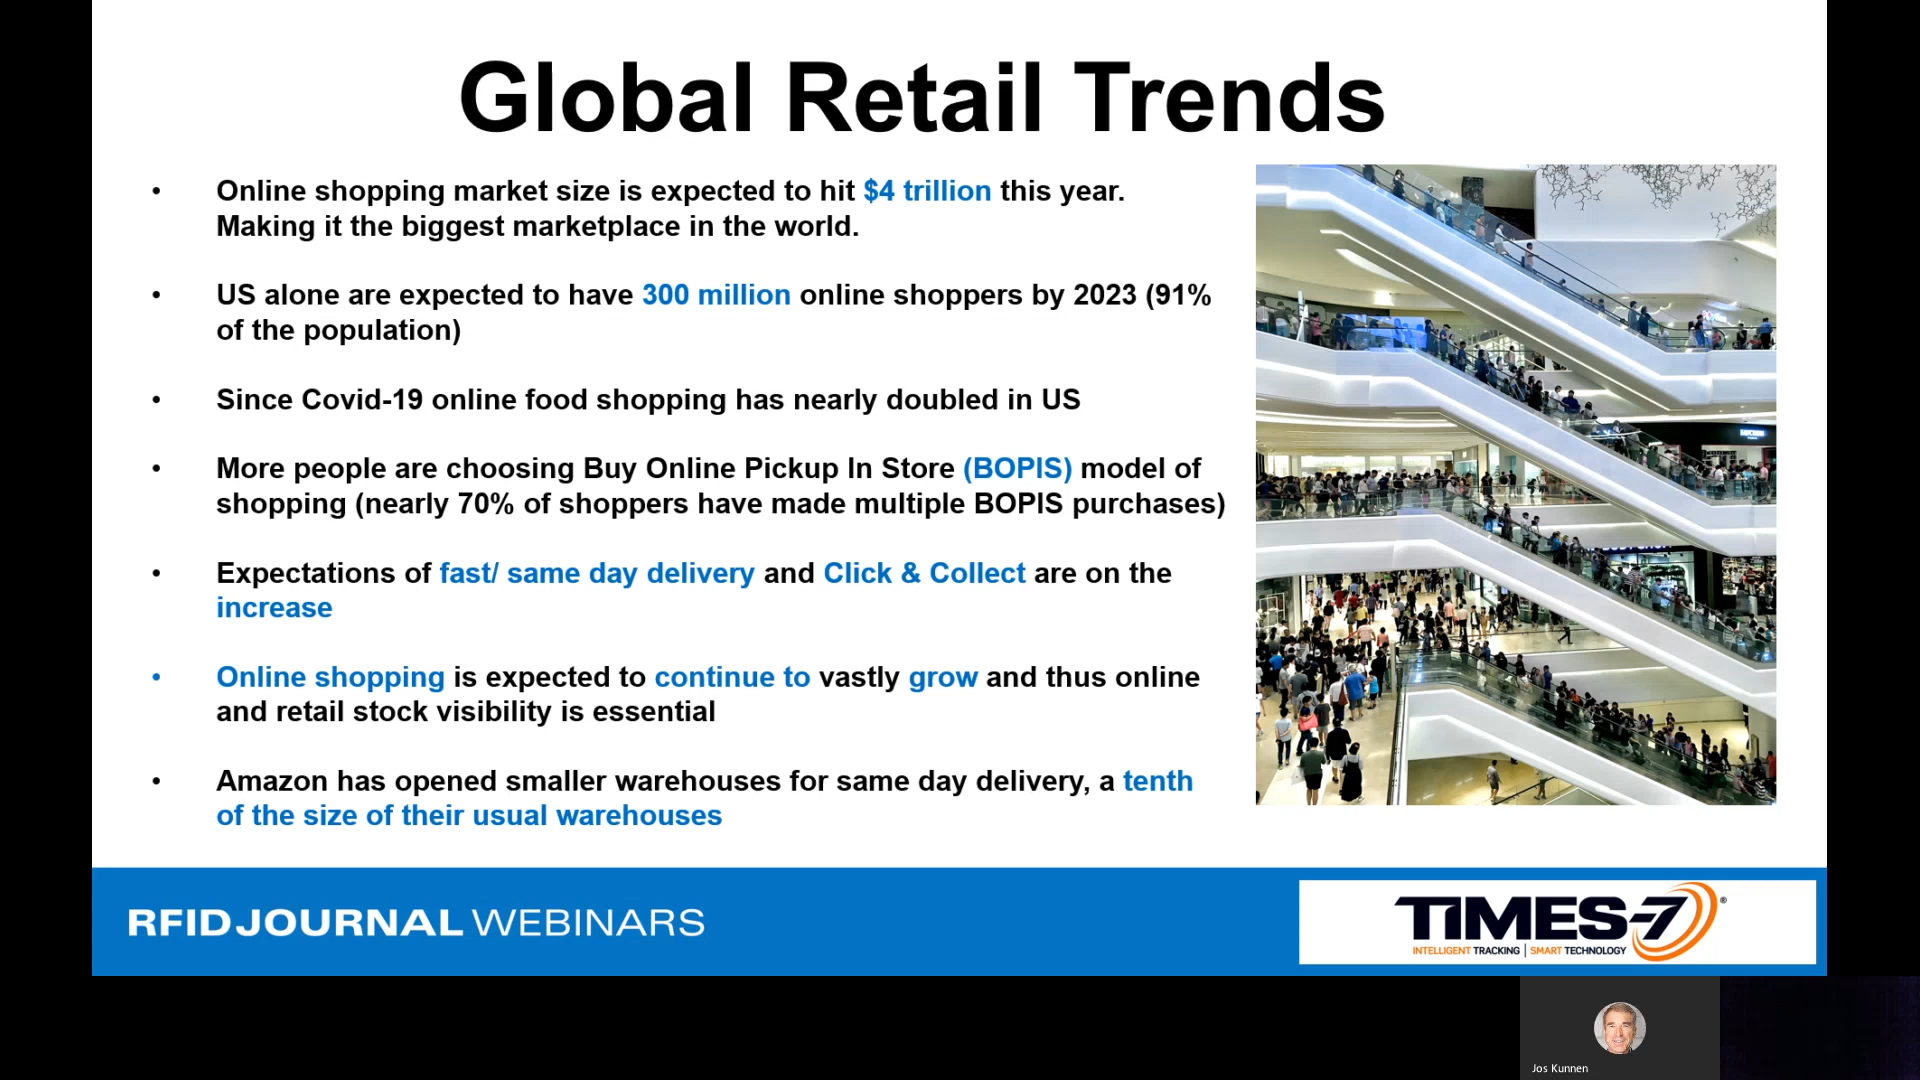 Global Retail Trends
• Online shopping market size is expected to hit $4 trillion this year.
Making it the biggest marketplace in the world.
• US alone are expected to have 300 million online shoppers by 2023 (91%
of the population)
• Since Covid-19 online food shopping has nearly doubled in US
• More people are choosing Buy Online Pickup In Store (BOPIS) model of
shopping (nearly 70% of shoppers have made multiple BOPIS purchases)
• Expectations of fast/ same day delivery and Click & Collect are on the
increase
• Online shopping is expected to continue to vastly grow and thus online
and retail stock visibility is essential
• Amazon has opened smaller warehouses for same day delivery, a tenth
of the size of their usual warehouses
RFID JOURNAL WEBINARS
TIMES-7®
INTELLIGENT TRACKING | SMART TECHNOLOGY
Jos Kunnen